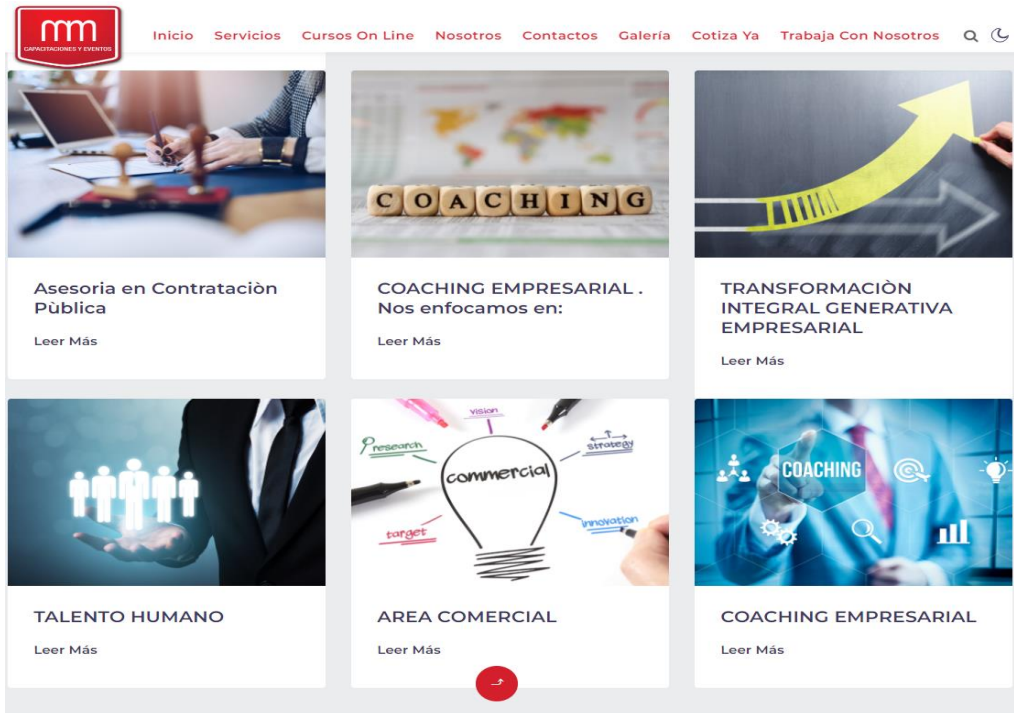 mm
CAPACITACIONES Y EVENTOS
Inicio Servicios Cursos On Line Nosotros Contactos Galería Cotiza Ya Trabaja Con Nosotros
COACHING
Asesoria en Contrataciòn
Pùblica
Leer Más
COACHING EMPRESARIAL .
Nos enfocamos en:
Leer Más
TRANSFORMACIÒN
INTEGRAL GENERATIVA
EMPRESARIAL
Leer Más
vision
research
strategy
commercial
target
innovation
COACHING
TALENTO HUMANO
Leer Más
AREA COMERCIAL
Leer Más
COACHING EMPRESARIAL
Leer Más